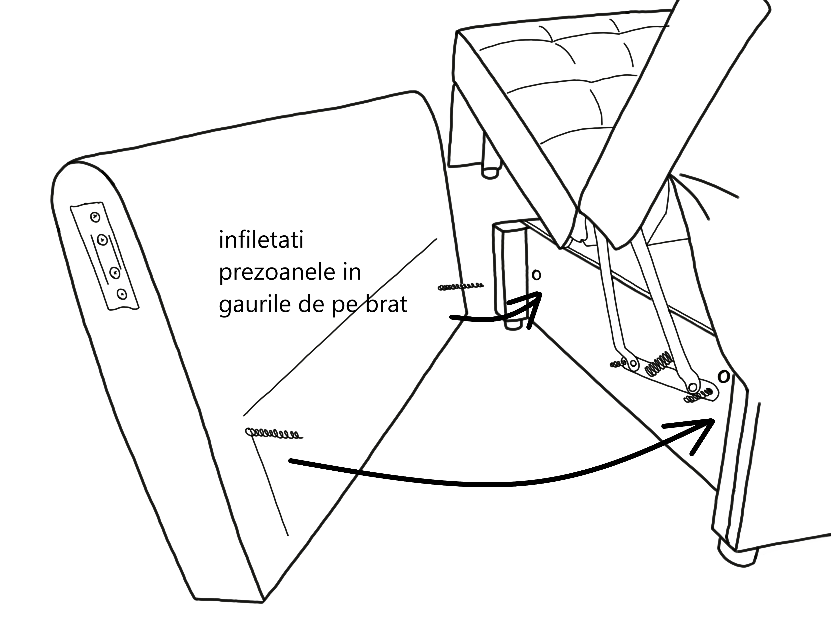 infiletati
prezoanele in
gaurile de pe brat